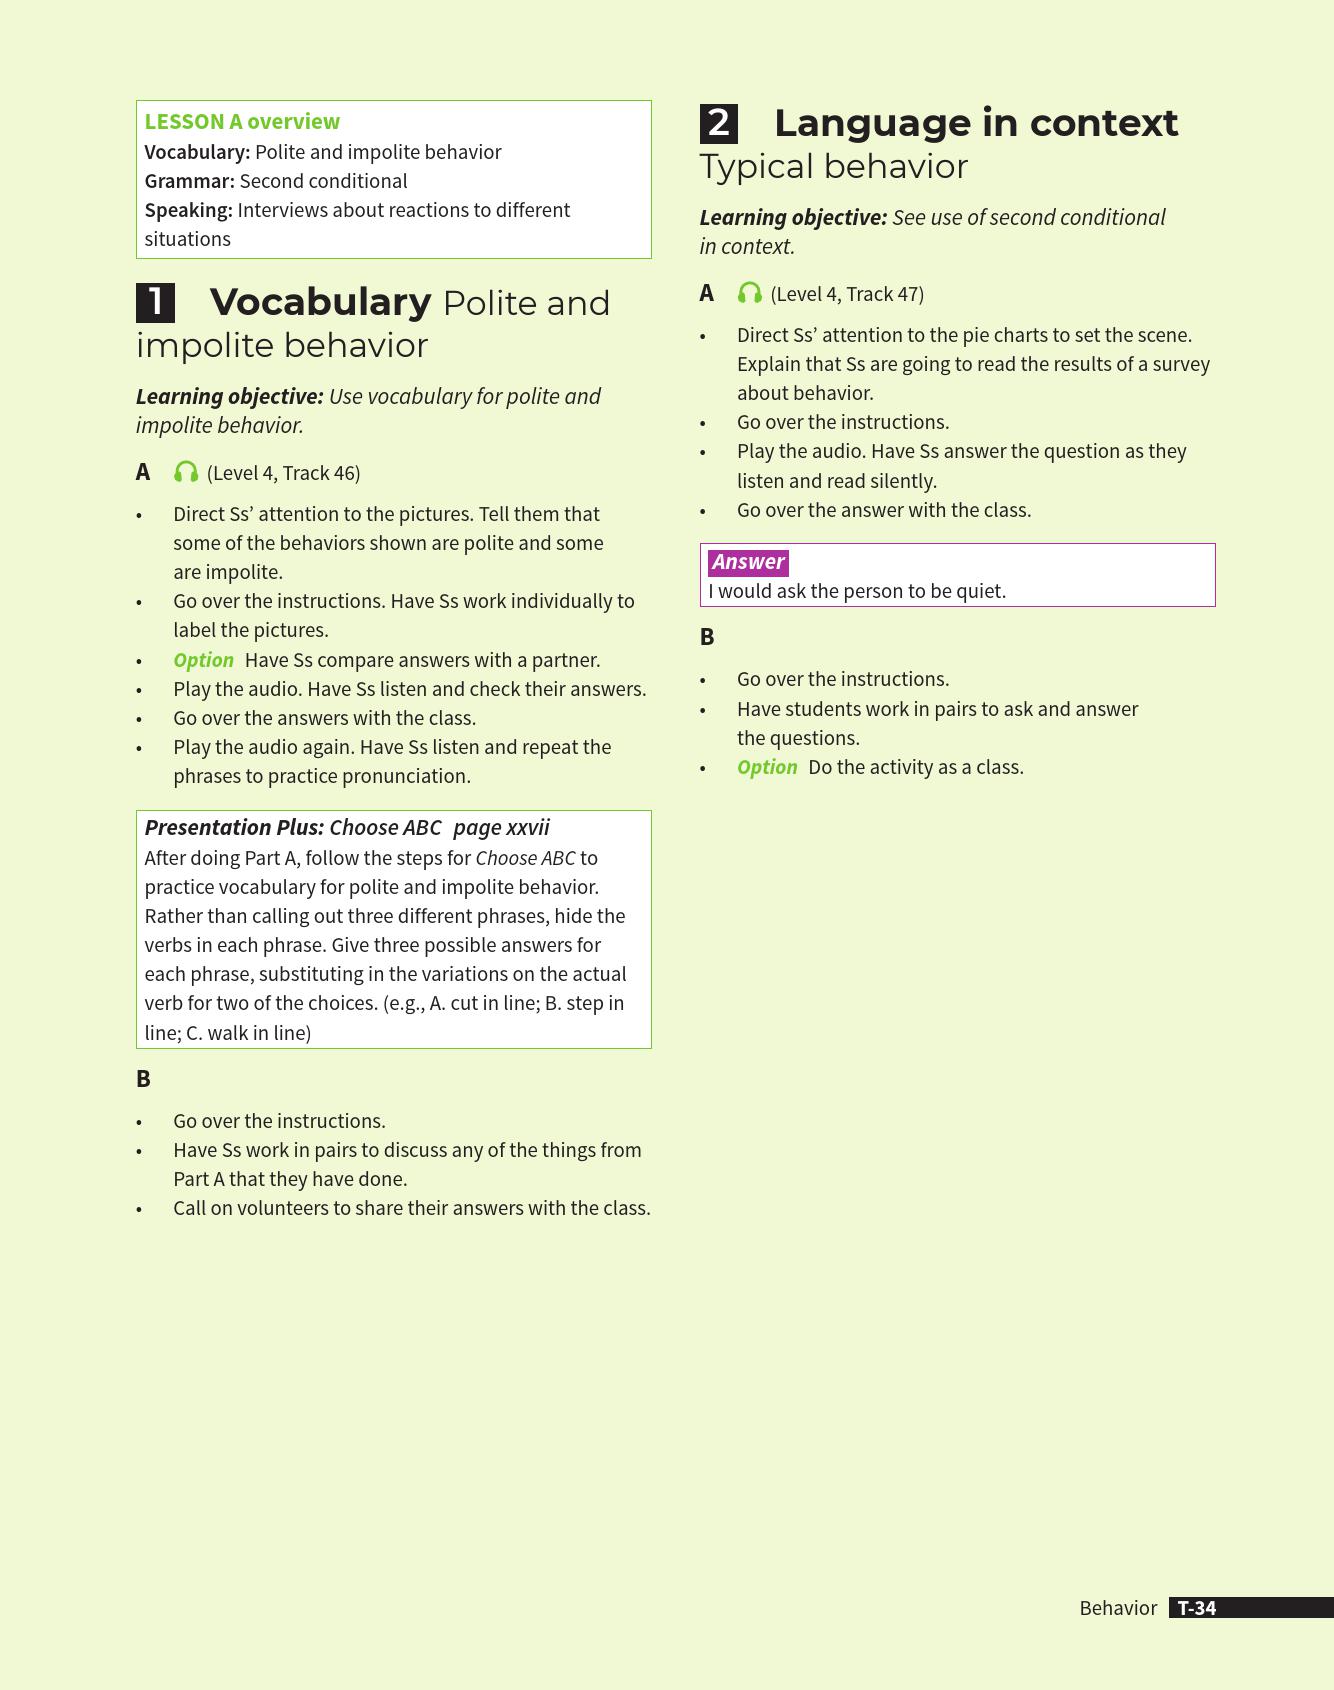 LESSON A overview
Vocabulary: Polite and impolite behavior
Grammar: Second conditional
Speaking: Interviews about reactions to different
situations
1 Vocabulary Polite and
impolite behavior
Learning objective: Use vocabulary for polite and
impolite behavior.
A (Level 4, Track 46)
• Direct Ss’ attention to the pictures. Tell them that
some of the behaviors shown are polite and some
are impolite.
• Go over the instructions. Have Ss work individually to
label the pictures.
• Option Have Ss compare answers with a partner.
• Play the audio. Have Ss listen and check their answers.
• Go over the answers with the class.
• Play the audio again. Have Ss listen and repeat the
phrases to practice pronunciation.
Presentation Plus: Choose ABC page xxvii
After doing Part A, follow the steps for Choose ABC to
practice vocabulary for polite and impolite behavior.
Rather than calling out three different phrases, hide the
verbs in each phrase. Give three possible answers for
each phrase, substituting in the variations on the actual
verb for two of the choices. (e.g., A. cut in line; B. step in
line; C. walk in line)
B
• Go over the instructions.
• Have Ss work in pairs to discuss any of the things from
Part A that they have done.
• Call on volunteers to share their answers with the class.
2 Language in context
Typical behavior
Learning objective: See use of second conditional
in context.
A (Level 4, Track 47)
• Direct Ss’ attention to the pie charts to set the scene.
Explain that Ss are going to read the results of a survey
about behavior.
• Go over the instructions.
• Play the audio. Have Ss answer the question as they
listen and read silently.
• Go over the answer with the class.
Answer
I would ask the person to be quiet.
B
• Go over the instructions.
• Have students work in pairs to ask and answer
the questions.
• Option Do the activity as a class.
Behavior T-34